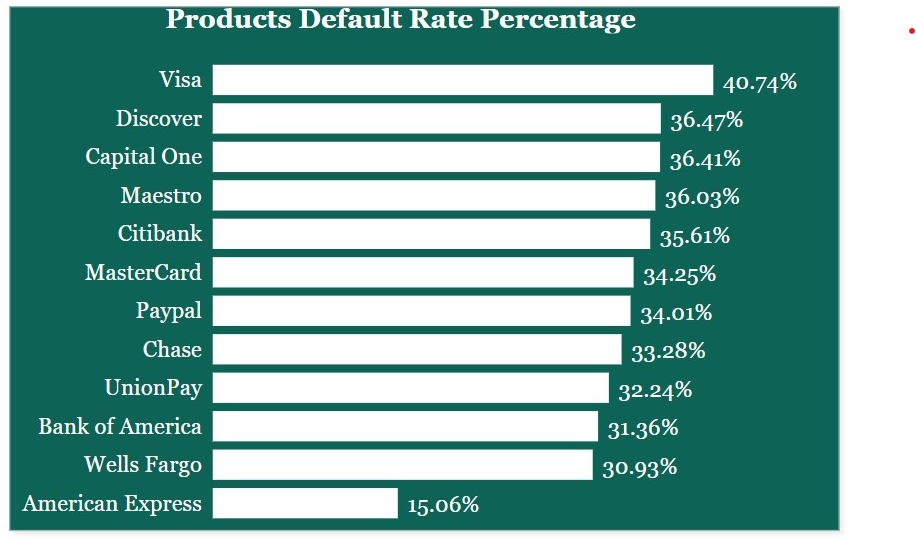 Products Default Rate Percentage
Visa 40.74%
Discover 36.47%
Capital One 36.41%
Maestro 36.03%
Citibank 35.61%
MasterCard 34.25%
Paypal 34.01%
Chase 33.28%
UnionPay 32.24%
Bank of America 31.36%
Wells Fargo 30.93%
American Express 15.06%